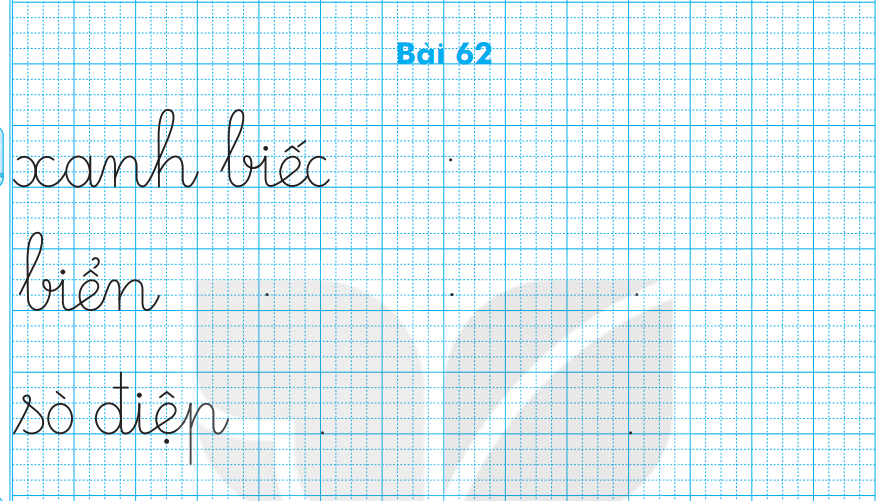 Bài 62
xanh biếc
biển
sò điệp